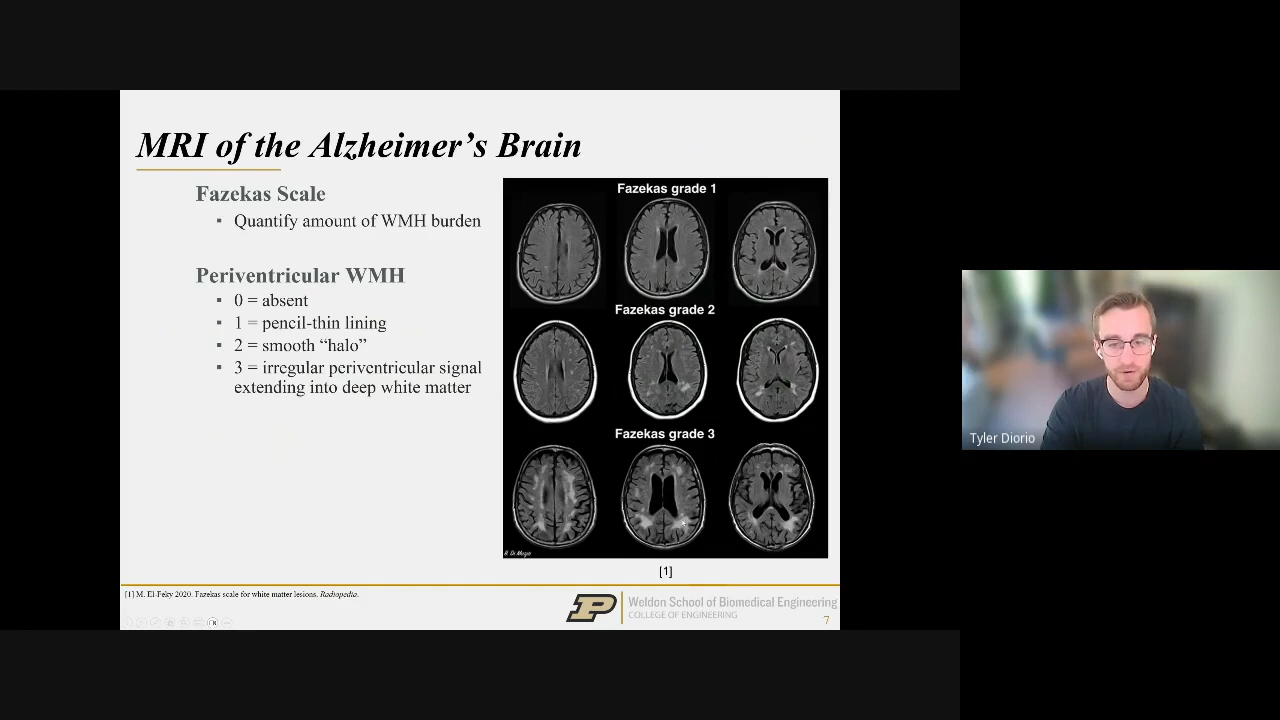 MRI of the Alzheimer's Brain
Fazekas Scale
▪ Quantify amount of WMH burden
Periventricular WMH
▪ 0 = absent
▪ 1 = pencil-thin lining
▪ 2 = smooth “halo”
▪ 3 = irregular periventricular signal
extending into deep white matter
Fazekas grade 1
Fazekas grade 2
Fazekas grade 3
[1]
[1] M. El-Feky 2020. Fazekas scale for white matter lesions. Radiopedia.
P
Weldon School of Biomedical Engineering
COLLEGE OF ENGINEERING
7
Tyler Diorio